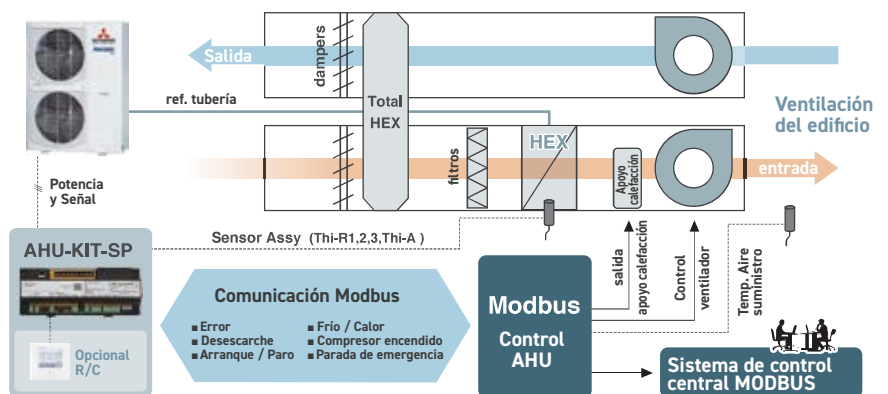 Salida
dampers
ref. tubería
Total
HEX
Ventilación
del edificio
HEX
filtros
Apoyo
calefacción
entrada
Potencia
y Señal
Sensor Assy (Thi-R1,2,3,Thi-A )
AHU-KIT-SP
Opcional
R/C
Comunicación Modbus
■ Error
■ Desescarche
■ Arranque / Paro
■ Frío / Calor
■ Compresor encendido
■ Parada de emergencia
salida
apoyo calefacción
Control
ventilador
Temp. Aire
suministro
Modbus
Control
AHU
Sistema de control
central MODBUS